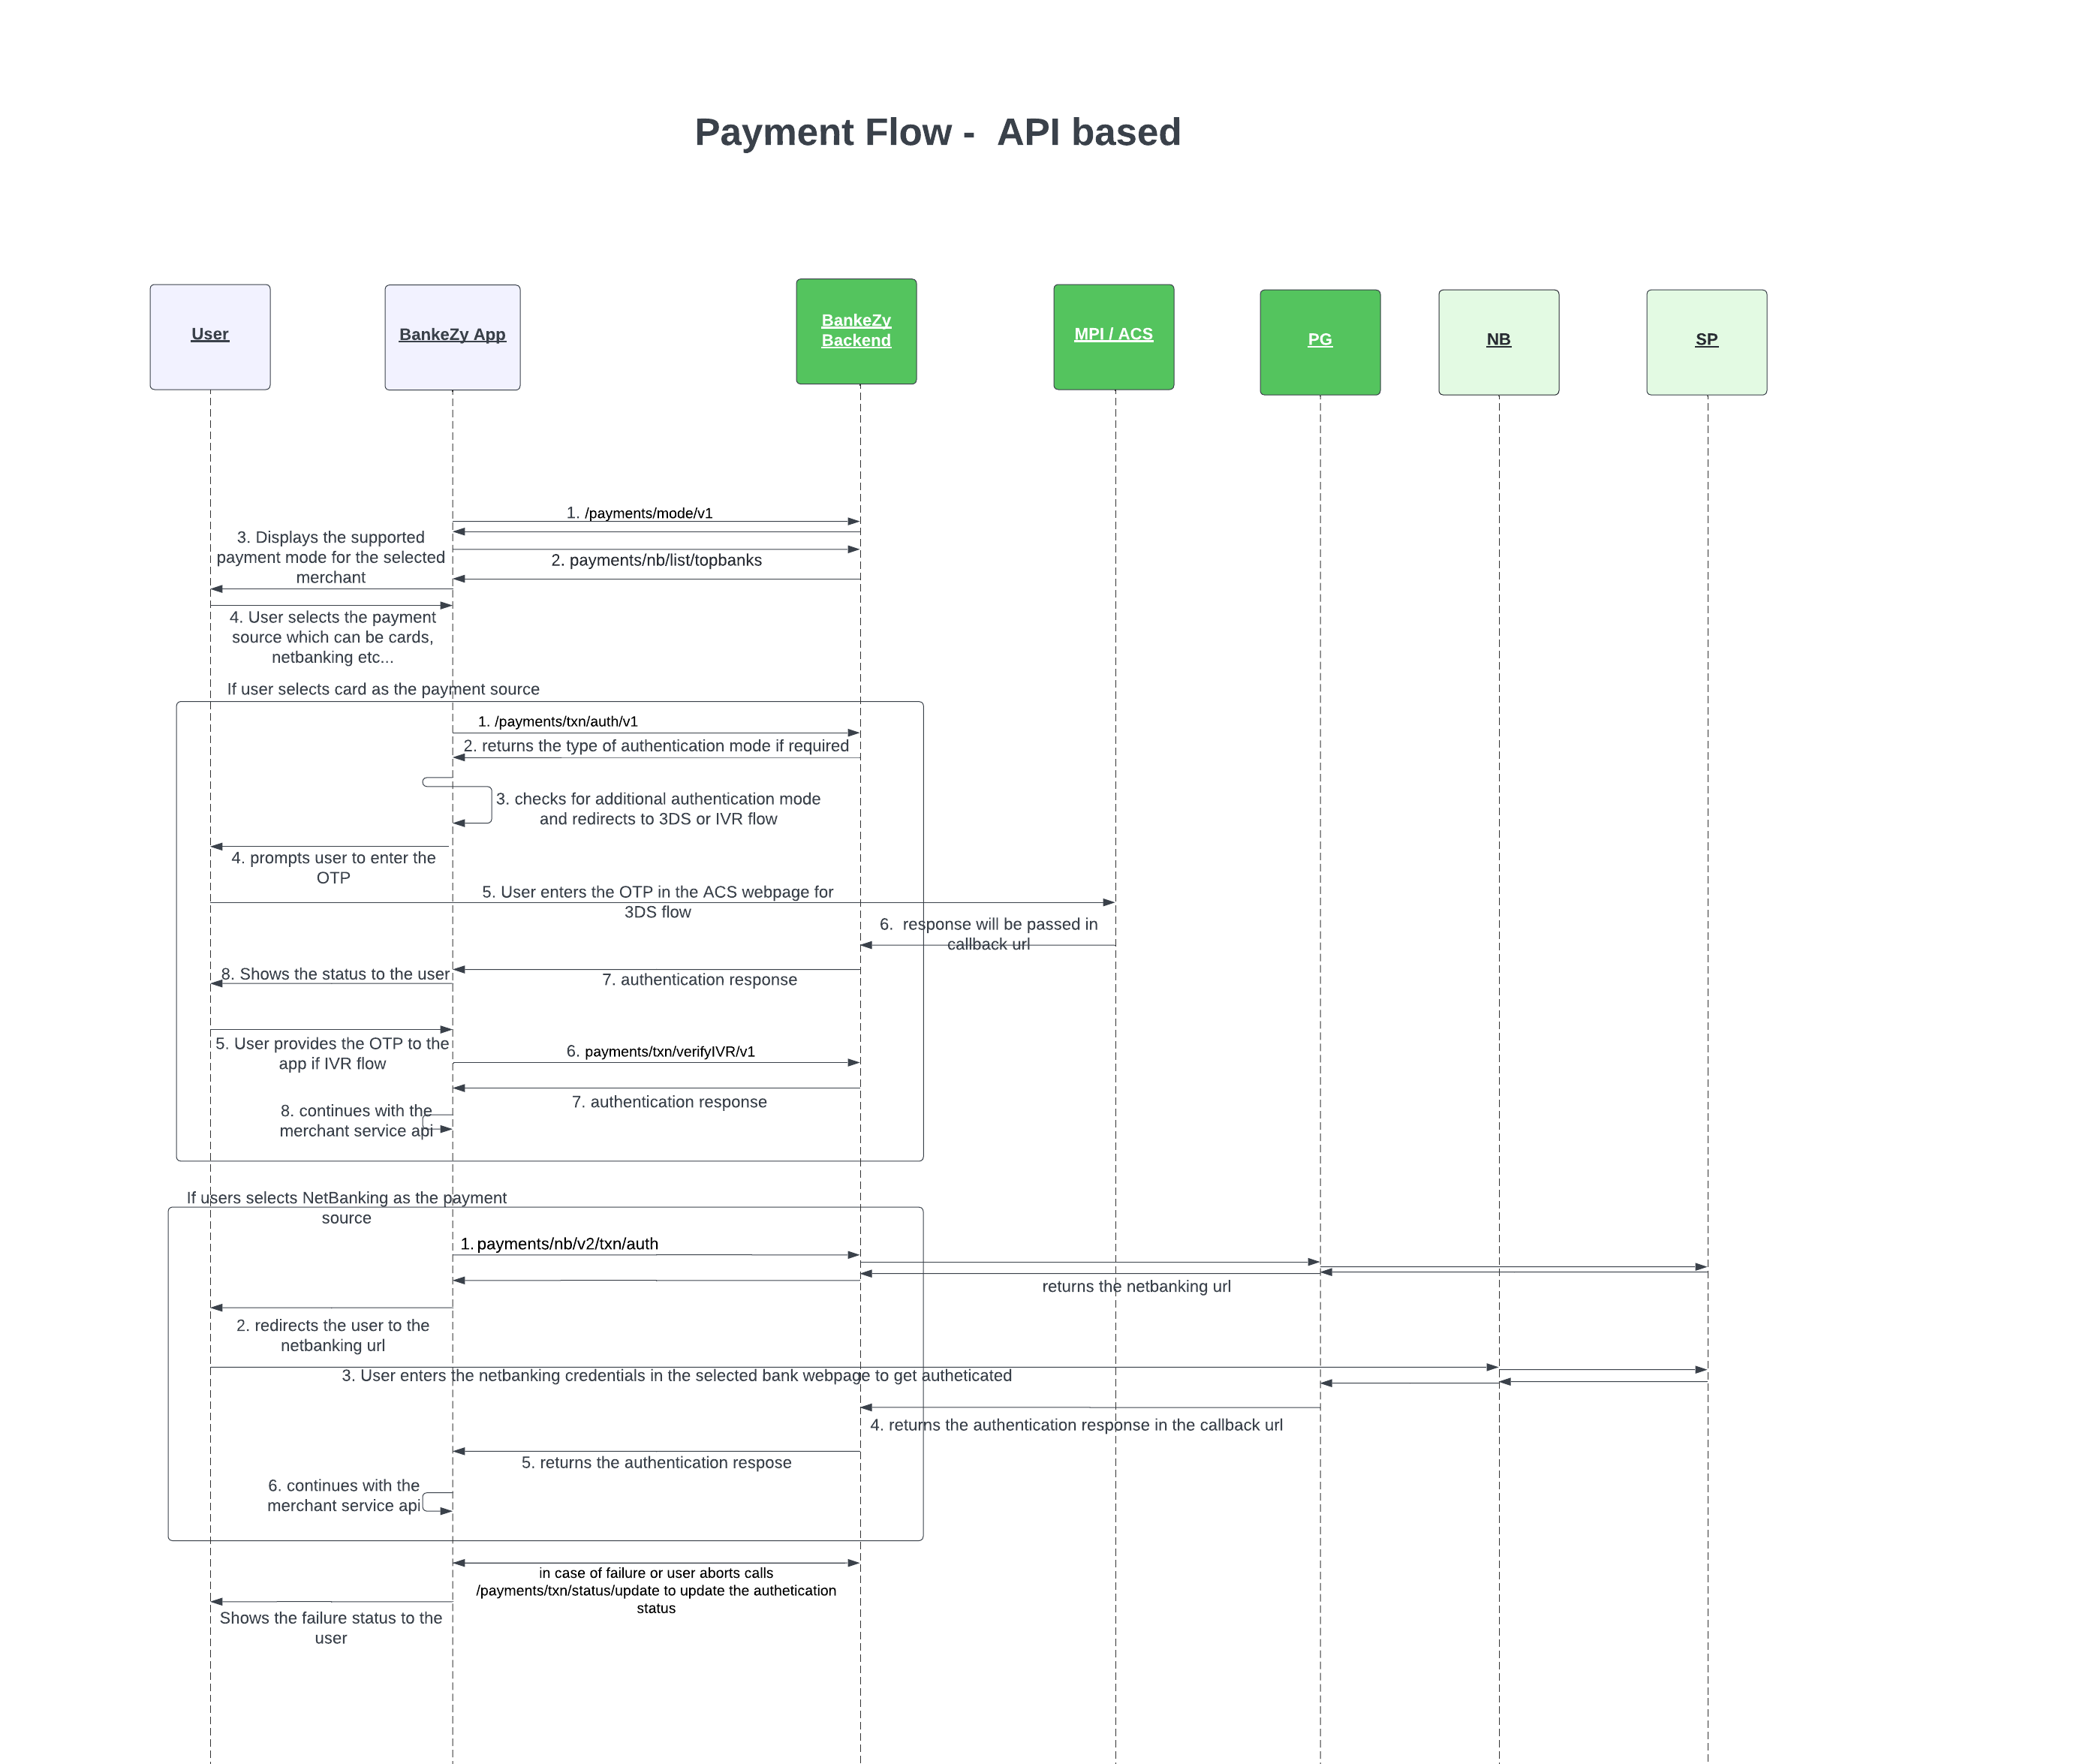 Payment Flow -  API based
User
BankeZy App
BankeZy
Backend
MPI / ACS
PG
NB
SP
1. /payments/mode/v1
3. Displays the supported
payment mode for the selected
merchant
2. payments/nb/list/topbanks
4. User selects the payment
source which can be cards,
netbanking etc...
If user selects card as the payment source
1. /payments/txn/auth/v1
2. returns the type of authentication mode if required
3. checks for additional authentication mode
and redirects to 3DS or IVR flow
4. prompts user to enter the
OTP
5. User enters the OTP in the ACS webpage for
3DS flow
6.  response will be passed in
callback url
8. Shows the status to the user
7. authentication response
5. User provides the OTP to the
app if IVR flow
6. payments/txn/verifyIVR/v1
7. authentication response
8. continues with the
merchant service api
If users selects NetBanking as the payment
source
1. payments/nb/v2/txn/auth
returns the netbanking url
2. redirects the user to the
netbanking url
3. User enters the netbanking credentials in the selected bank webpage to get autheticated
4. returns the authentication response in the callback url
5. returns the authentication respose
6. continues with the
merchant service api
in case of failure or user aborts calls
/payments/txn/status/update to update the authetication
status
Shows the failure status to the
user